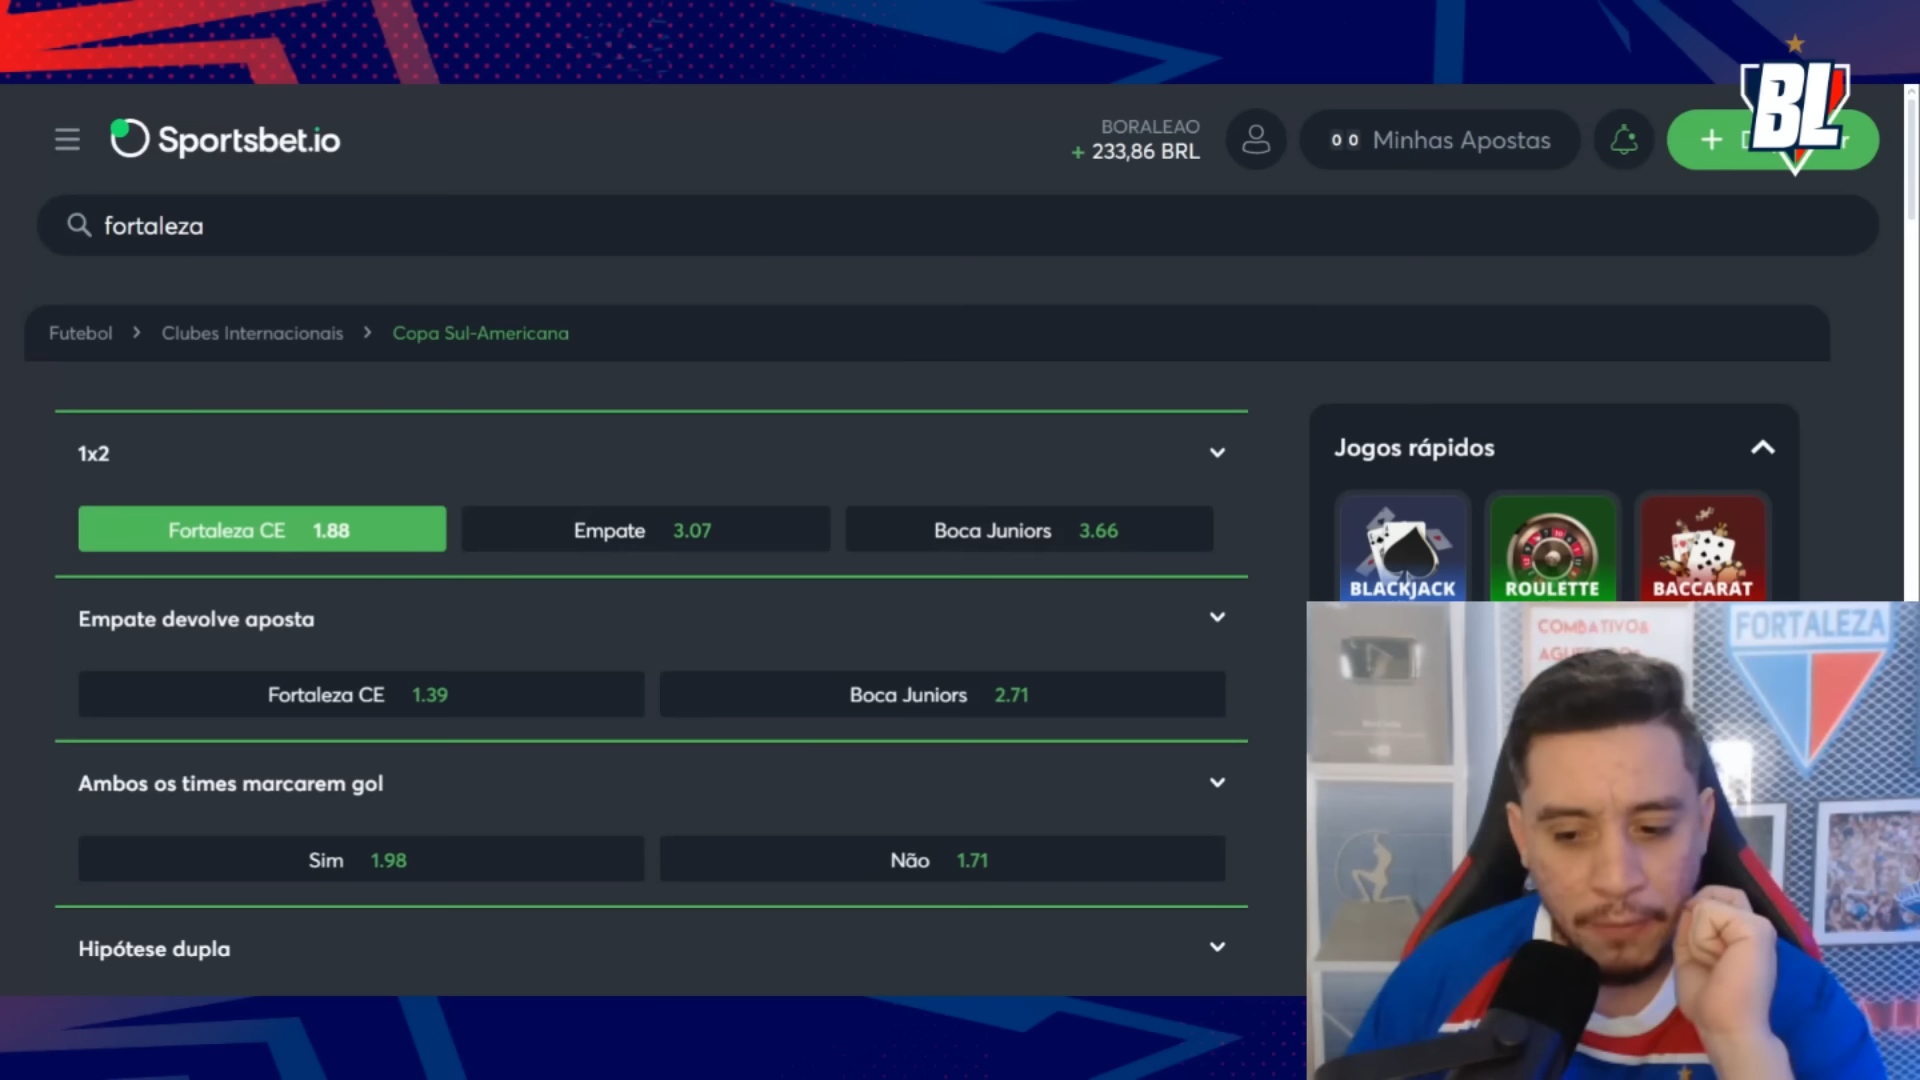 BL
Sportsbet.io
BORALEAO
+ 233,86 BRL
0 0 Minhas Apostas
+
fortaleza
Futebol > Clubes Internacionais > Copa Sul-Americana
1x2
Fortaleza CE 1.88
Empate 3.07
Boca Juniors 3.66
Empate devolve aposta
Fortaleza CE 1.39
Boca Juniors 2.71
Ambos os times marcarem gol
Sim 1.98
Não 1.71
Hipótese dupla
Jogos rápidos
BLACKJACK
ROULETTE
BACCARAT
COMBATIVO&
FORTALEZA